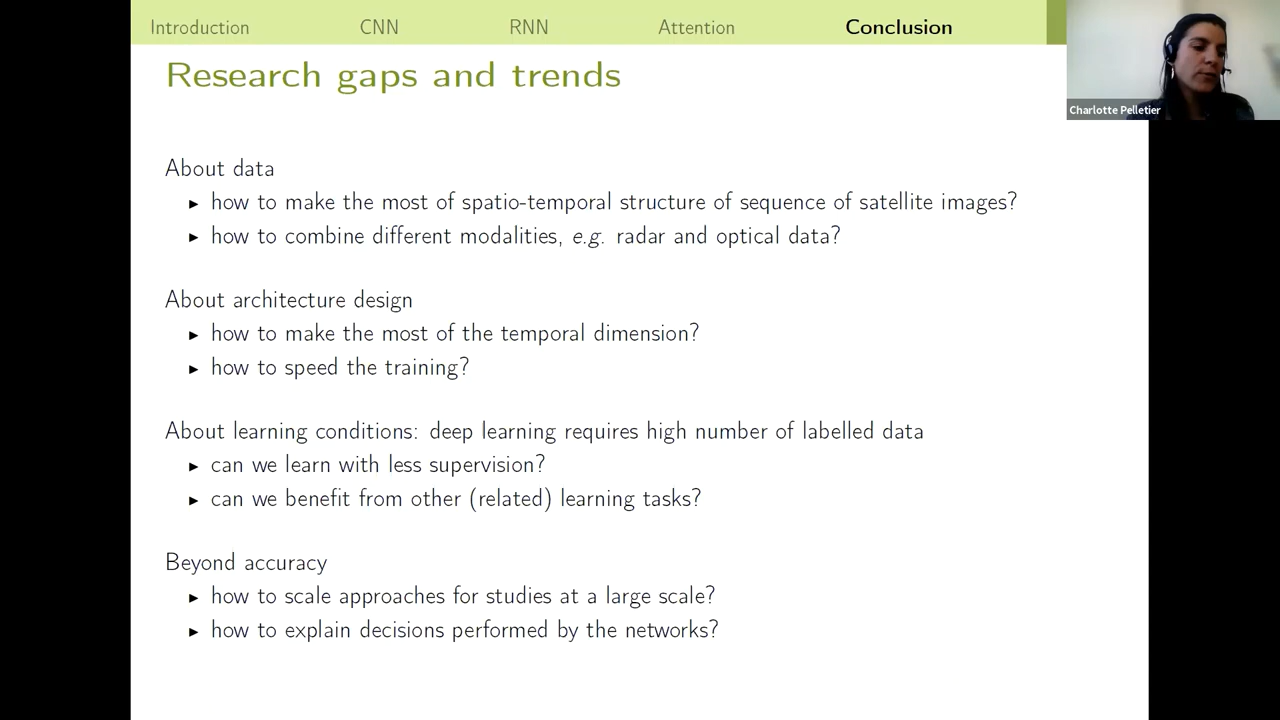 Introduction CNN RNN Attention Conclusion
Research gaps and trends
Charlotte Pelletier
About data
▸ how to make the most of spatio-temporal structure of sequence of satellite images?
▸ how to combine different modalities, e.g. radar and optical data?
About architecture design
▸ how to make the most of the temporal dimension?
▸ how to speed the training?
About learning conditions: deep learning requires high number of labelled data
▸ can we learn with less supervision?
▸ can we benefit from other (related) learning tasks?
Beyond accuracy
▸ how to scale approaches for studies at a large scale?
▸ how to explain decisions performed by the networks?